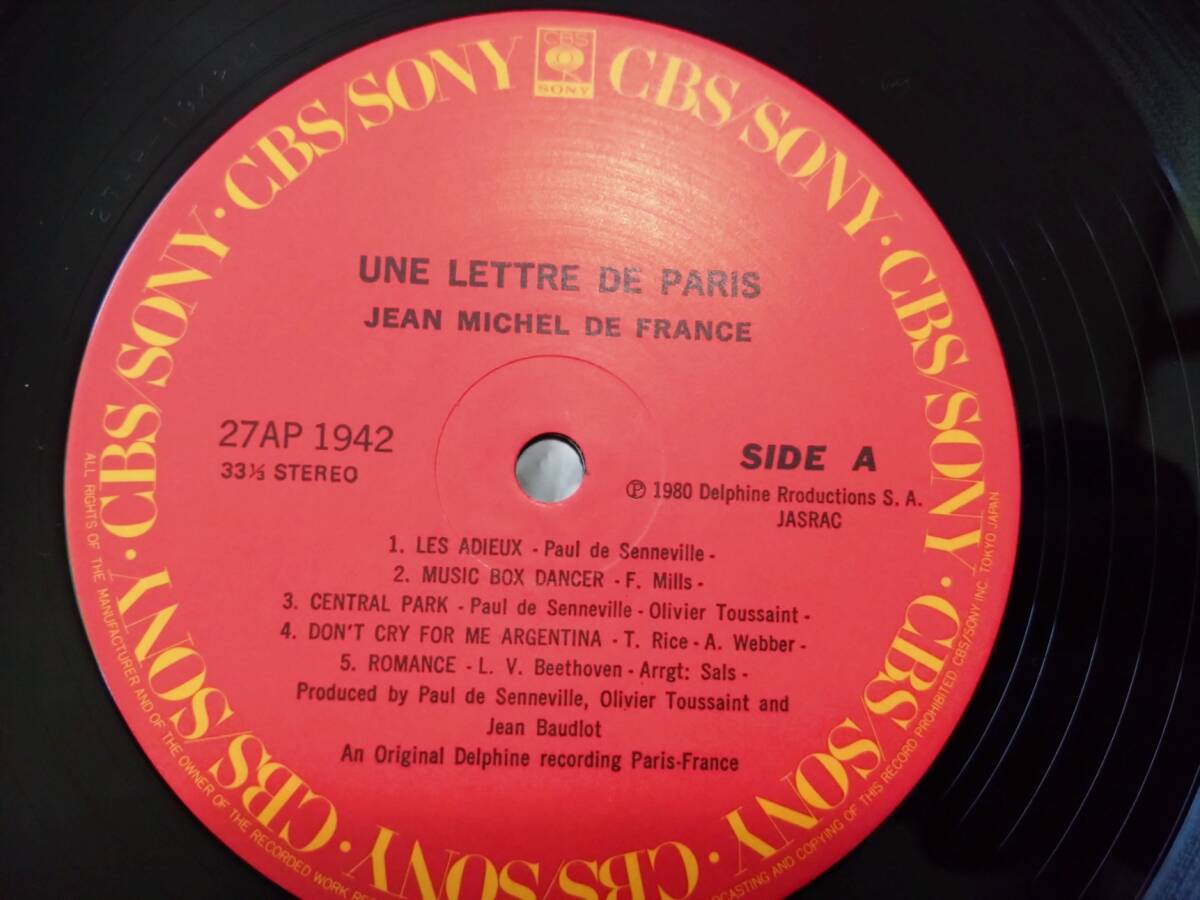 CBS
SONY
CBS/SONY · CBS/SONY · CBS/SONY · CBS/SONY · CBS/SONY · CBS/SONY · CBS/SONY · CBS/SONY
UNE LETTRE DE PARIS
JEAN MICHEL DE FRANCE
27AP 1942
33⅓ STEREO
SIDE A
Ⓟ 1980 Delphine Rroductions S. A.
JASRAC
1. LES ADIEUX - Paul de Senneville -
2. MUSIC BOX DANCER - F. Mills -
3. CENTRAL PARK - Paul de Senneville - Olivier Toussaint -
4. DON'T CRY FOR ME ARGENTINA - T. Rice - A. Webber -
5. ROMANCE - L. V. Beethoven - Arrgt: Sals -
Produced by Paul de Senneville, Olivier Toussaint and
Jean Baudlot
An Original Delphine recording Paris-France
ALL RIGHTS OF THE MANUFACTURER AND OF THE OWNER OF THE RECORDED WORK
AND COPYING OF THIS RECORD PROHIBITED CBS/SONY INC. TOKYO JAPAN